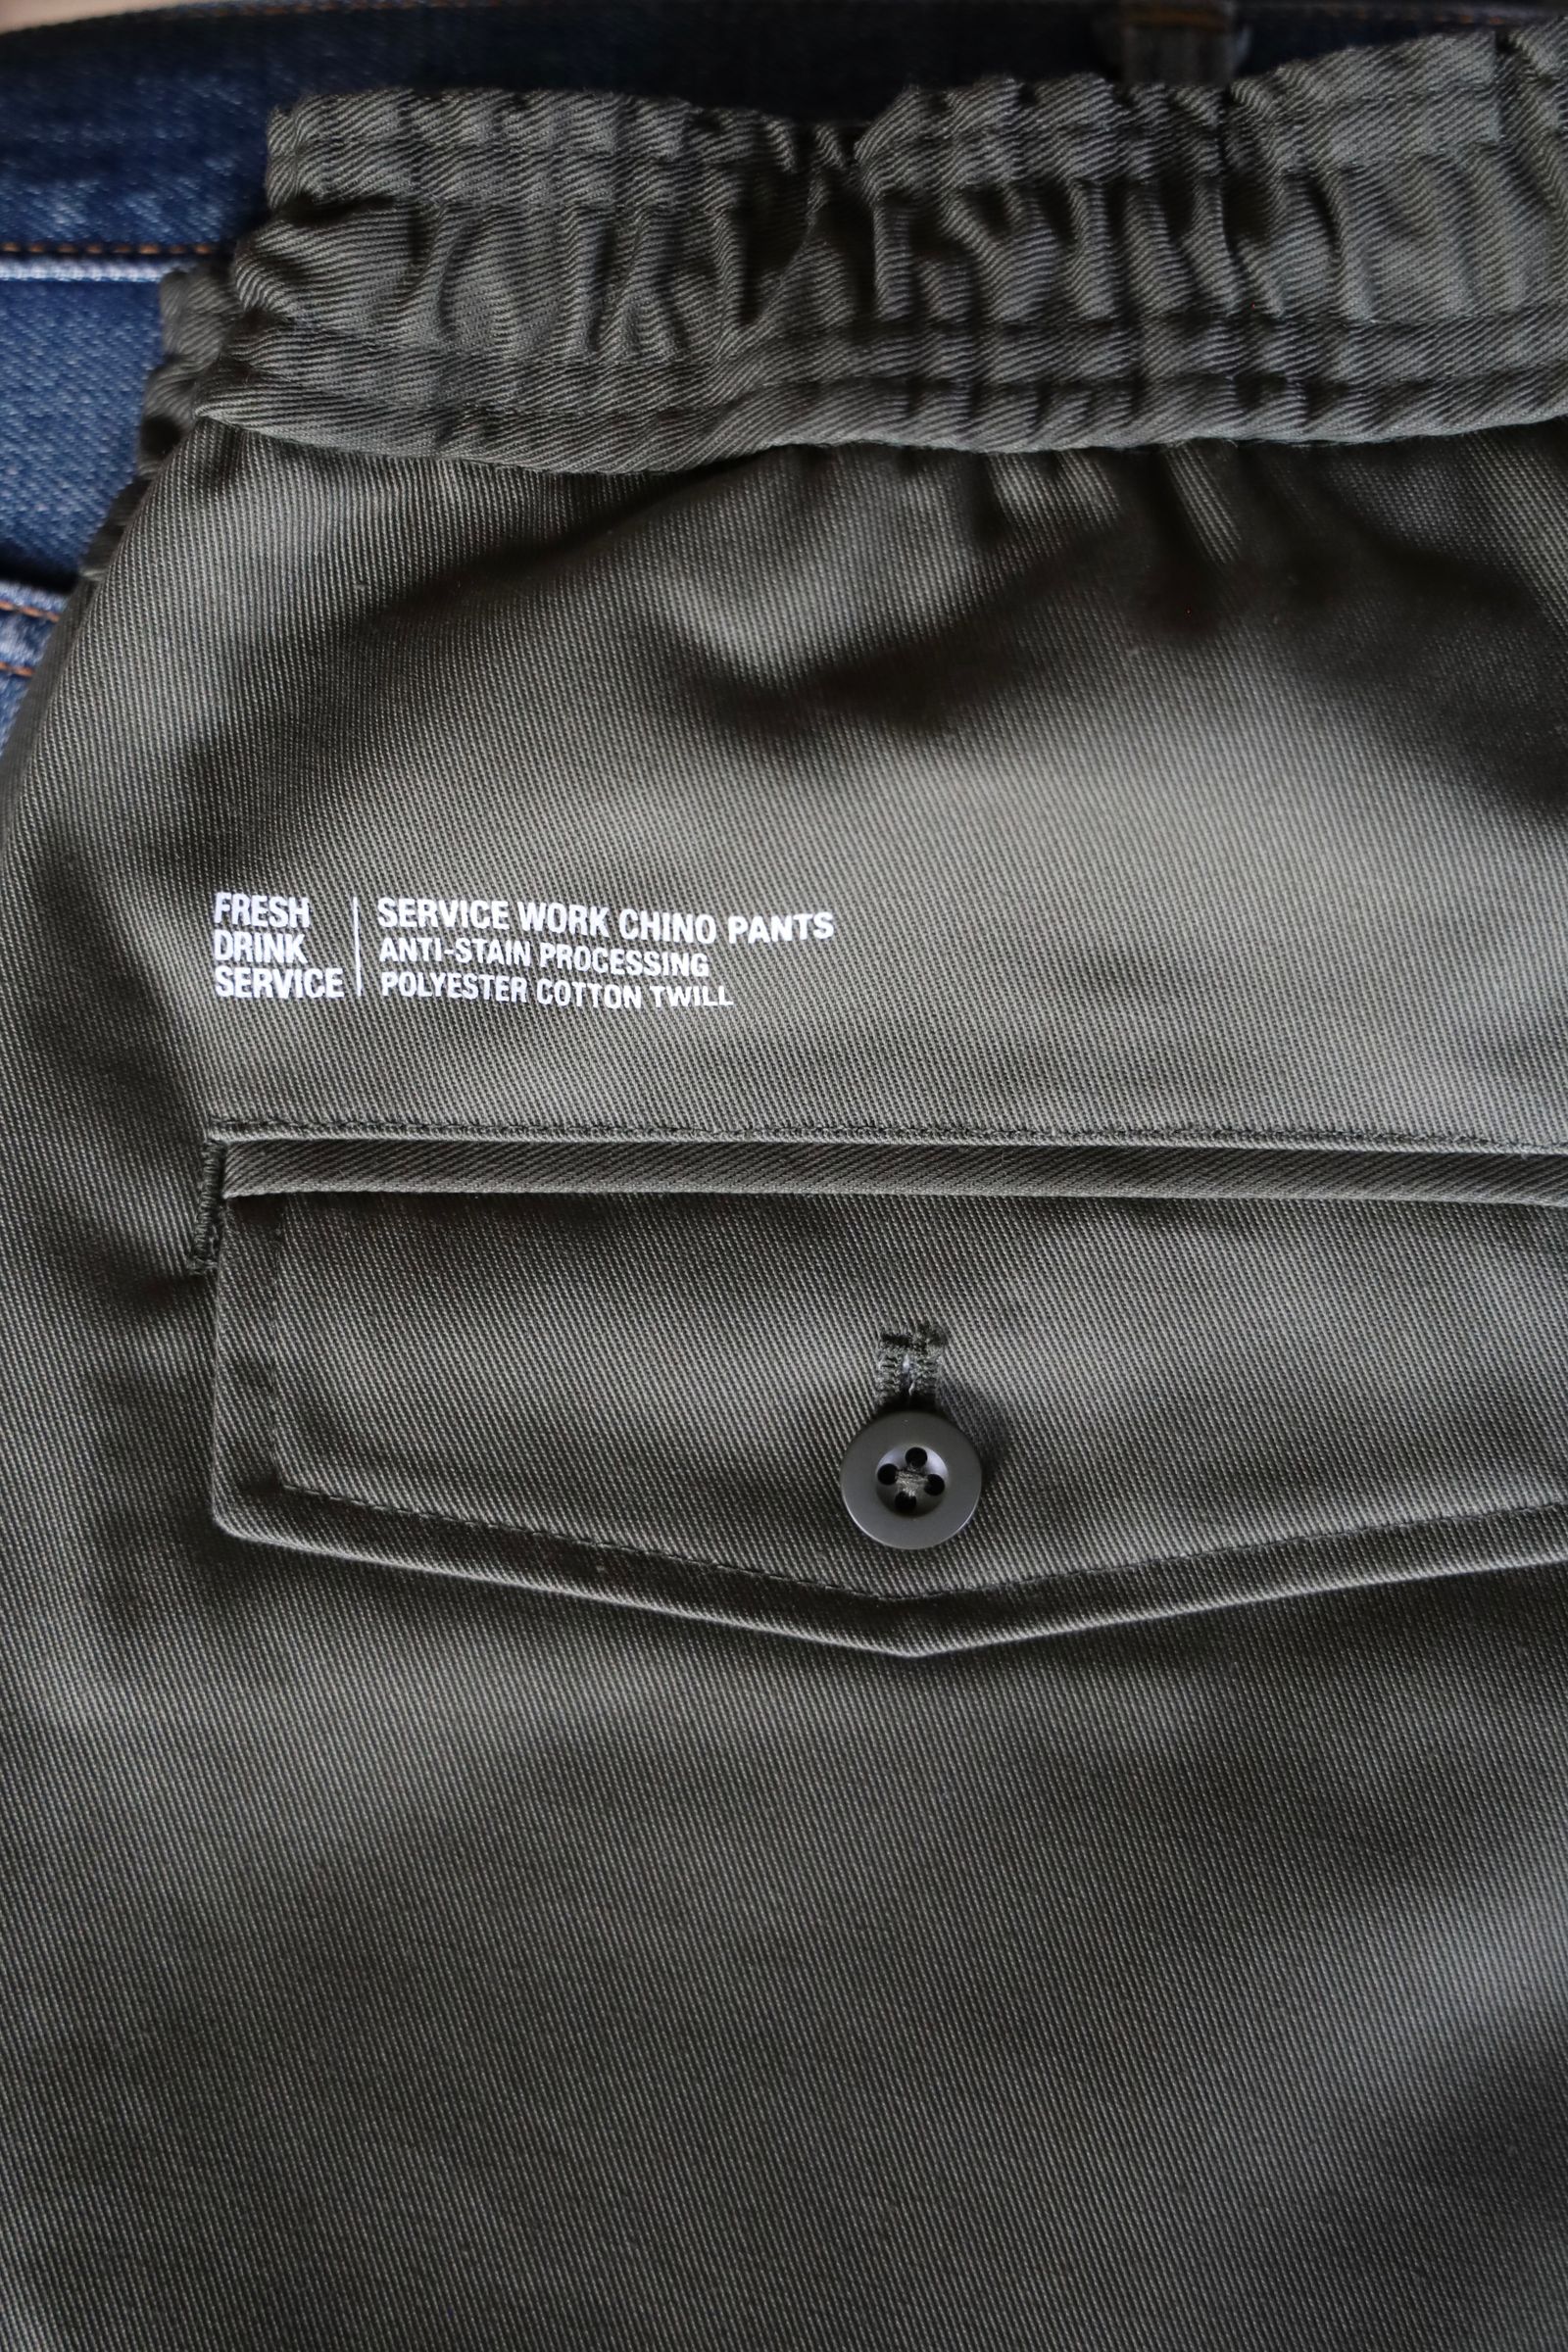 FRESH
DRINK
SERVICE
SERVICE WORK CHINO PANTS
ANTI-STAIN PROCESSING
POLYESTER COTTON TWILL